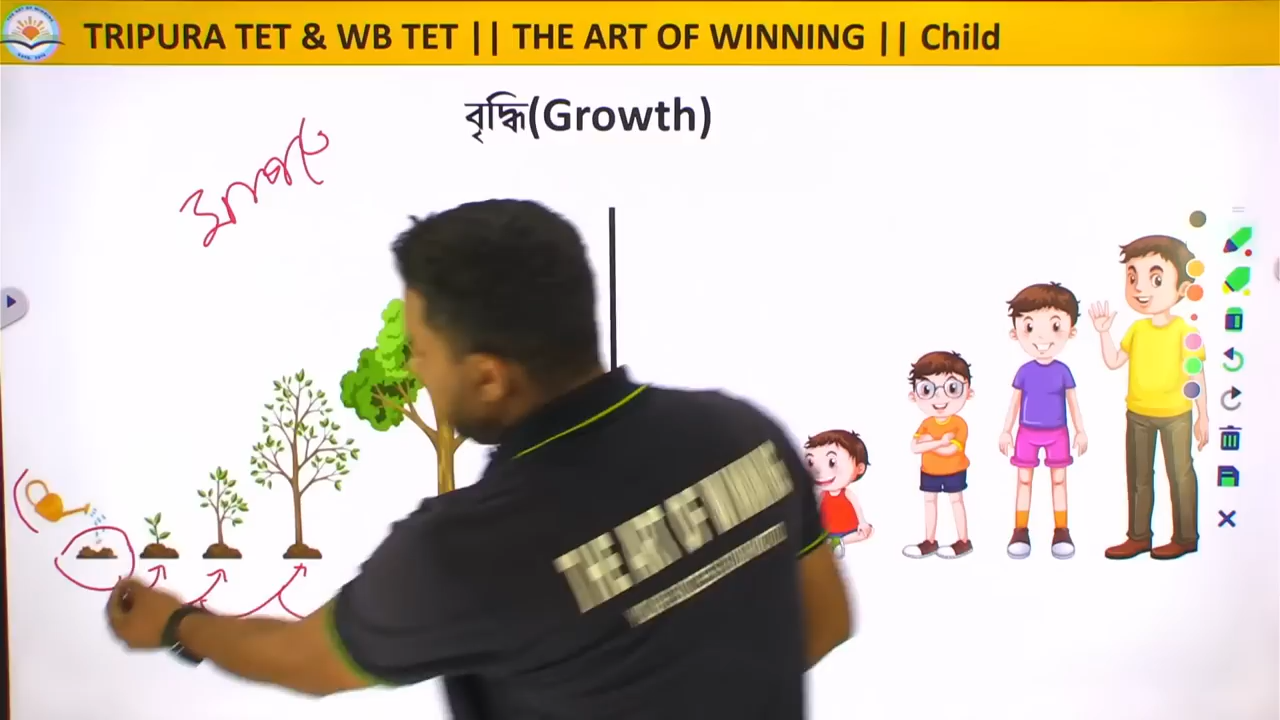 TRIPURA TET & WB TET || THE ART OF WINNING || Child
বৃদ্ধি(Growth)
THE ART OF WINNING